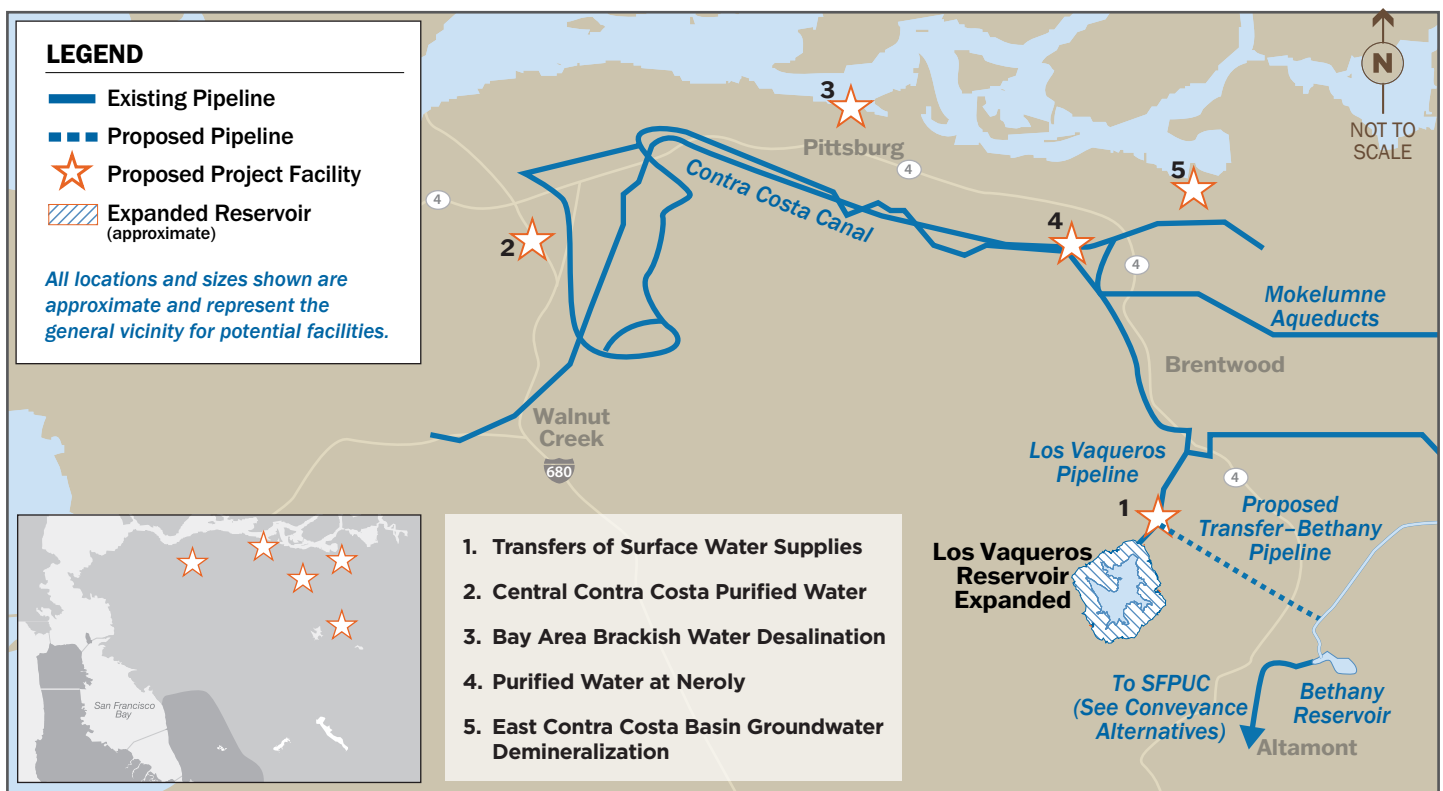 LEGEND
Existing Pipeline
Proposed Pipeline
Proposed Project Facility
Expanded Reservoir
(approximate)
All locations and sizes shown are
approximate and represent the
general vicinity for potential facilities.
N
NOT TO
SCALE
3
Pittsburg
4
4
5
Contra Costa Canal
2
4
4
Mokelumne
Aqueducts
Brentwood
Walnut
Creek
680
Los Vaqueros
Pipeline
4
1
Proposed
Transfer–Bethany
Pipeline
Los Vaqueros
Reservoir
Expanded
To SFPUC
(See Conveyance
Alternatives)
Bethany
Reservoir
Altamont
San Francisco
Bay
1. Transfers of Surface Water Supplies
2. Central Contra Costa Purified Water
3. Bay Area Brackish Water Desalination
4. Purified Water at Neroly
5. East Contra Costa Basin Groundwater
Demineralization